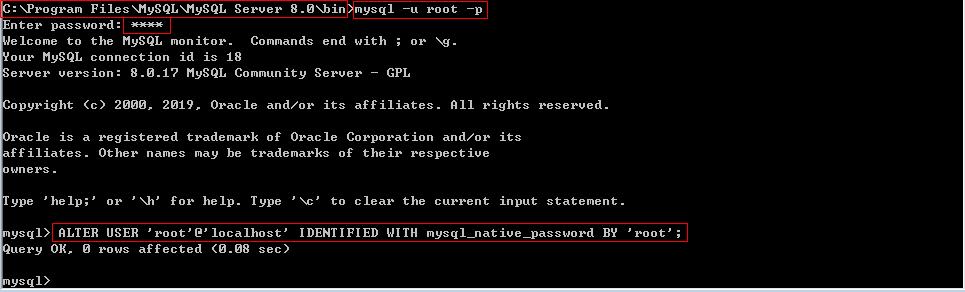 C:\Program Files\MySQL\MySQL Server 8.0\bin>mysql -u root -p
Enter password: ****
Welcome to the MySQL monitor.  Commands end with ; or \g.
Your MySQL connection id is 18
Server version: 8.0.17 MySQL Community Server - GPL
Copyright (c) 2000, 2019, Oracle and/or its affiliates. All rights reserved.
Oracle is a registered trademark of Oracle Corporation and/or its
affiliates. Other names may be trademarks of their respective
owners.
Type 'help;' or '\h' for help. Type '\c' to clear the current input statement.
mysql> ALTER USER 'root'@'localhost' IDENTIFIED WITH mysql_native_password BY 'root';
Query OK, 0 rows affected (0.08 sec)
mysql>